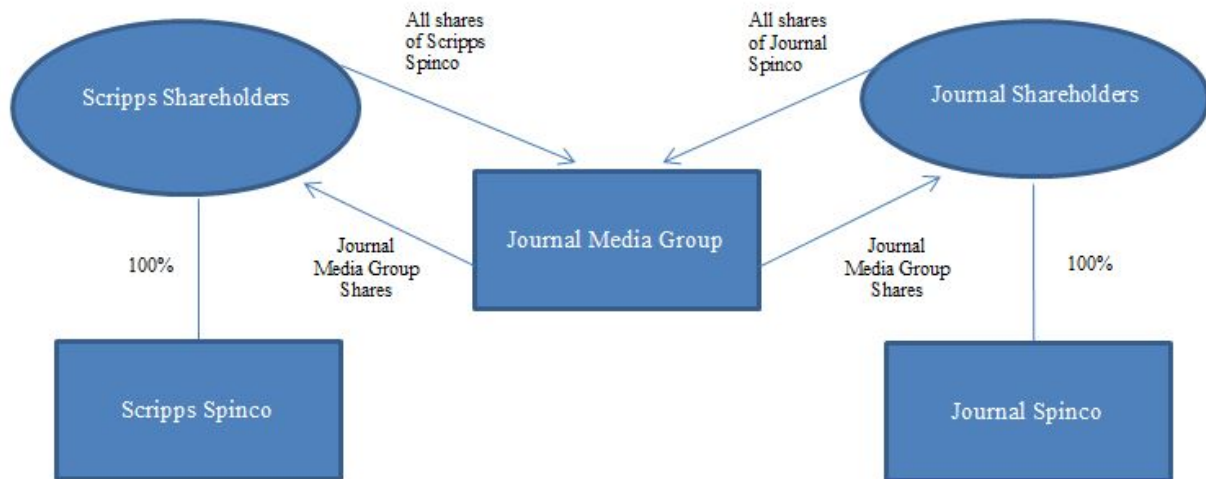 All shares
of Scripps
Spinco
All shares
of Journal
Spinco
Scripps Shareholders
Journal Shareholders
Journal Media Group
100%
Journal
Media Group
Shares
Journal
Media Group
Shares
100%
Scripps Spinco
Journal Spinco